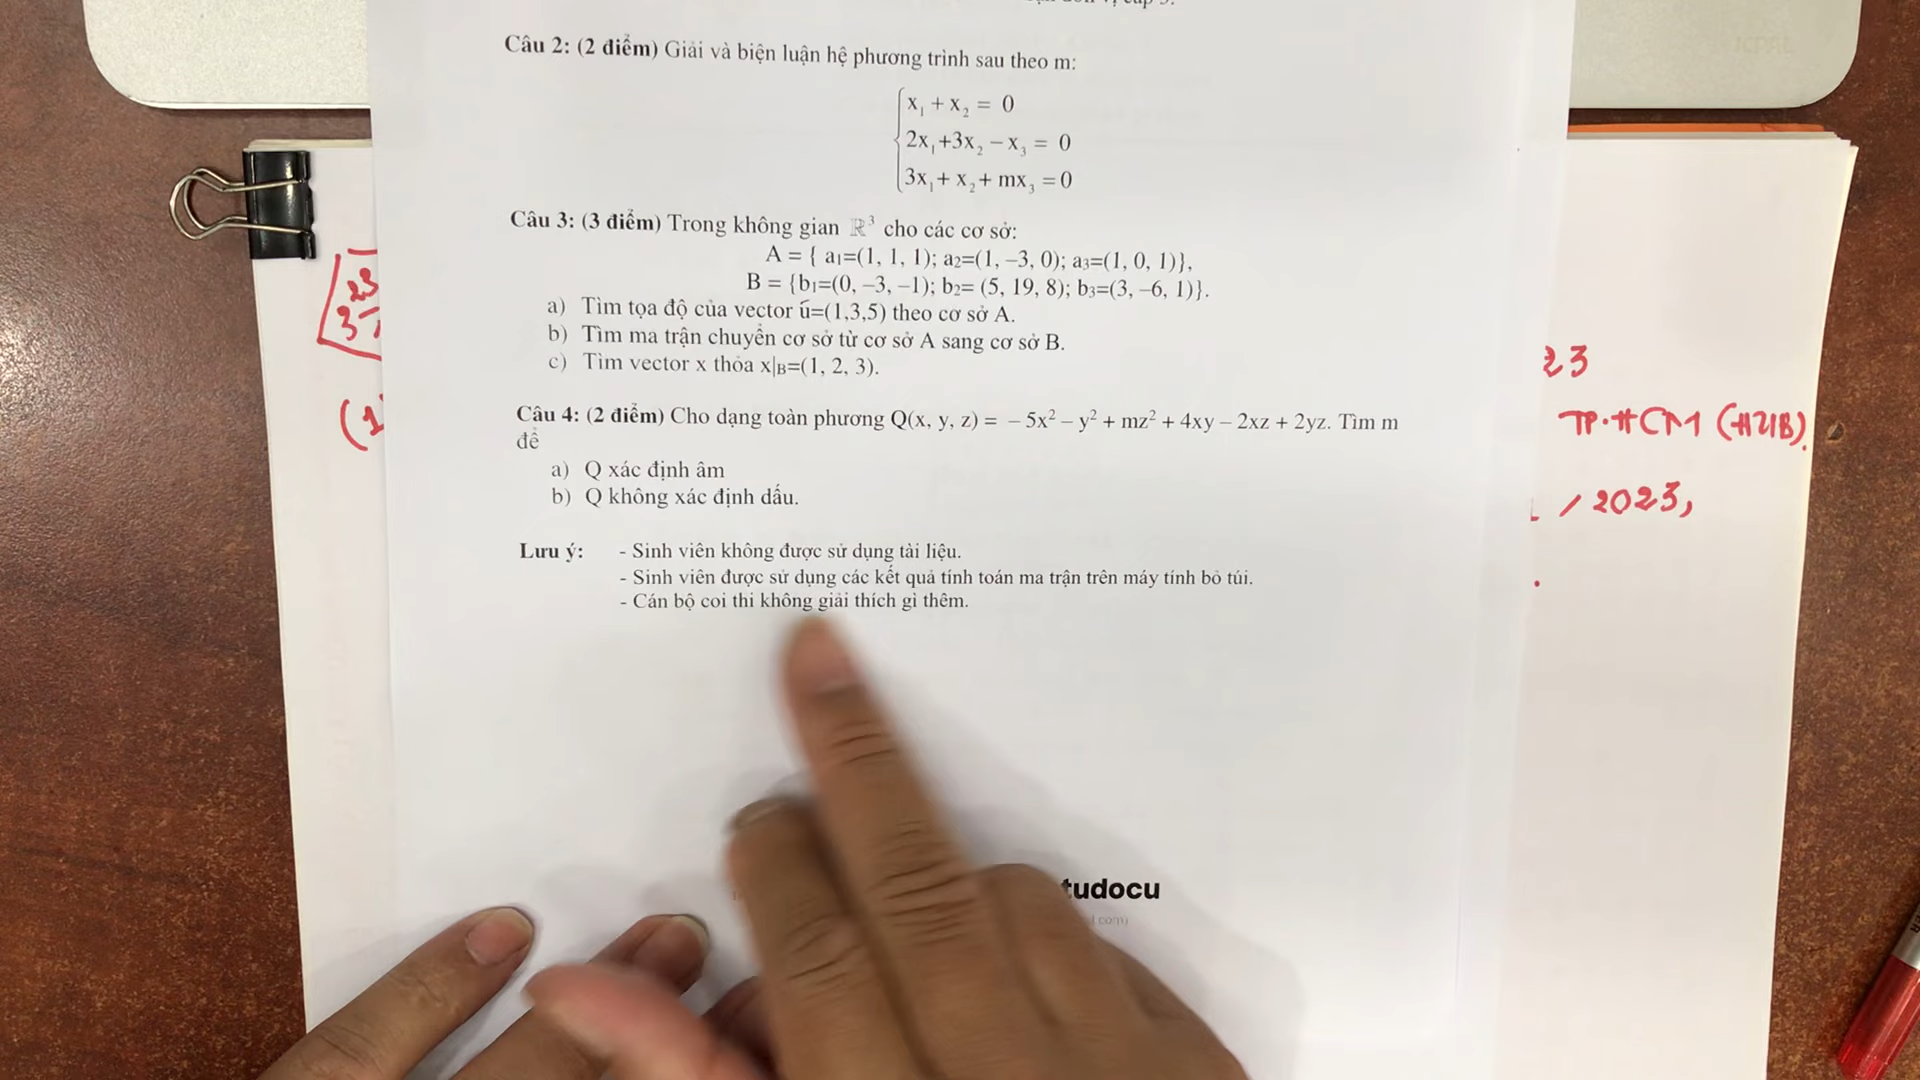 Câu 2: (2 điểm) Giải và biện luận hệ phương trình sau theo m:
x₁ + x₂ = 0
2x₁+3x₂ − x₃ = 0
3x₁+ x₂+ mx₃ =0
Câu 3: (3 điểm) Trong không gian ℝ³ cho các cơ sở:
A = { a₁=(1, 1, 1); a₂=(1, –3, 0); a₃=(1, 0, 1)},
B = {b₁=(0, –3, –1); b₂= (5, 19, 8); b₃=(3, –6, 1)}.
a) Tìm tọa độ của vector u=(1,3,5) theo cơ sở A.
b) Tìm ma trận chuyển cơ sở từ cơ sở A sang cơ sở B.
c) Tìm vector x thỏa x|B=(1, 2, 3).
Câu 4: (2 điểm) Cho dạng toàn phương Q(x, y, z) = – 5x² – y² + mz² + 4xy – 2xz + 2yz. Tìm m
để
a) Q xác định âm
b) Q không xác định dấu.
Lưu ý: - Sinh viên không được sử dụng tài liệu.
- Sinh viên được sử dụng các kết quả tính toán ma trận trên máy tính bỏ túi.
- Cán bộ coi thi không giải thích gì thêm.
tudocu
23
TP.HCM (HUB).
/ 2023,
23
(1